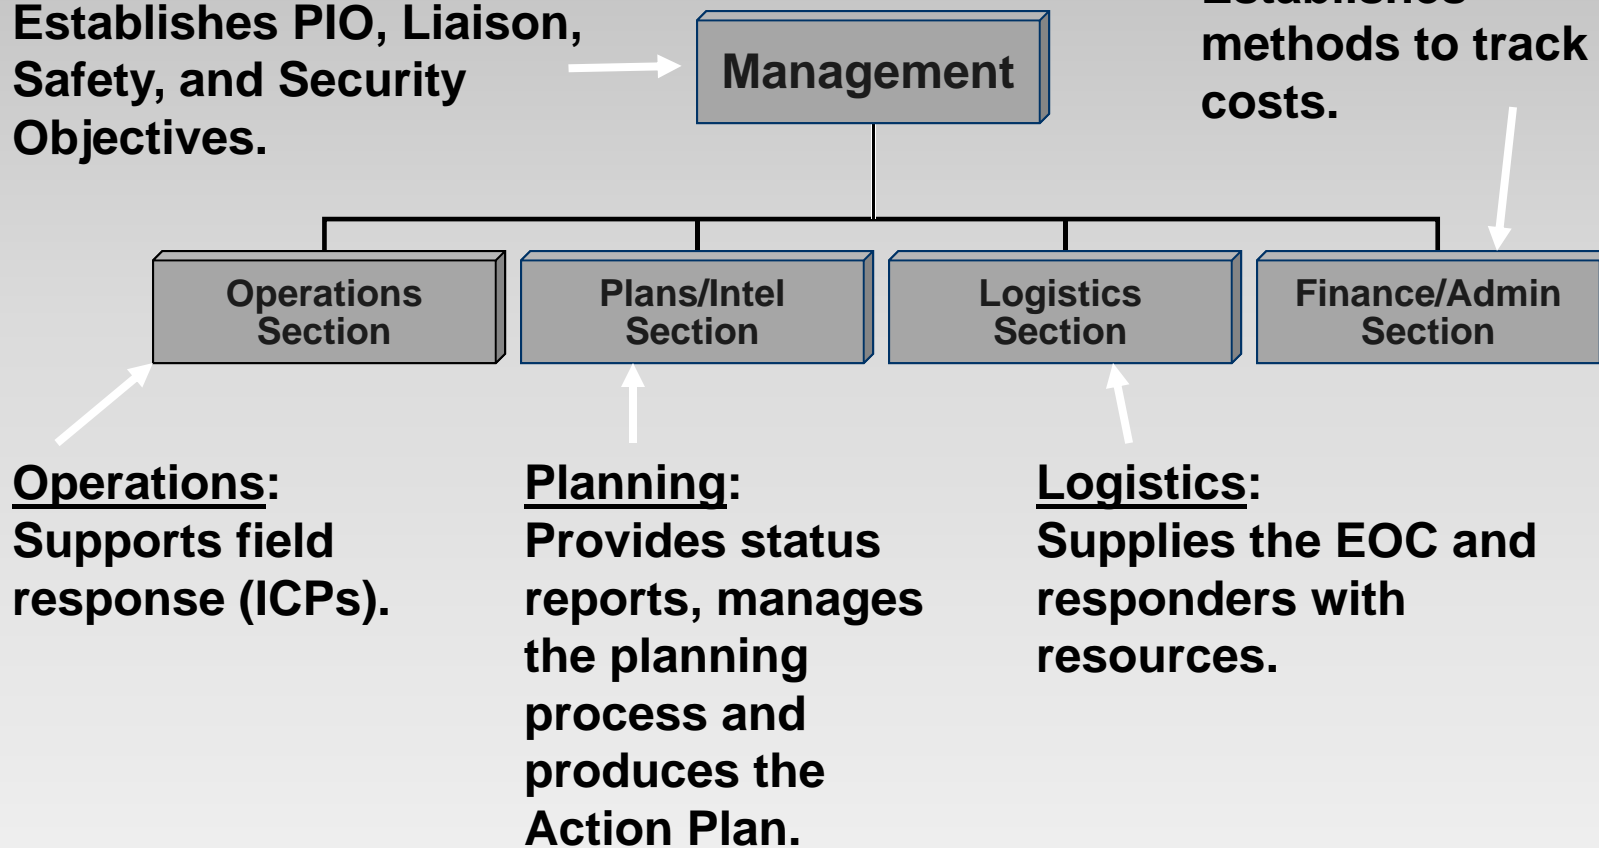 Establishes PIO, Liaison,
Safety, and Security
Objectives.
Management
methods to track
costs.
Operations
Section
Plans/Intel
Section
Logistics
Section
Finance/Admin
Section
Operations:
Supports field
response (ICPs).
Planning:
Provides status
reports, manages
the planning
process and
produces the
Action Plan.
Logistics:
Supplies the EOC and
responders with
resources.